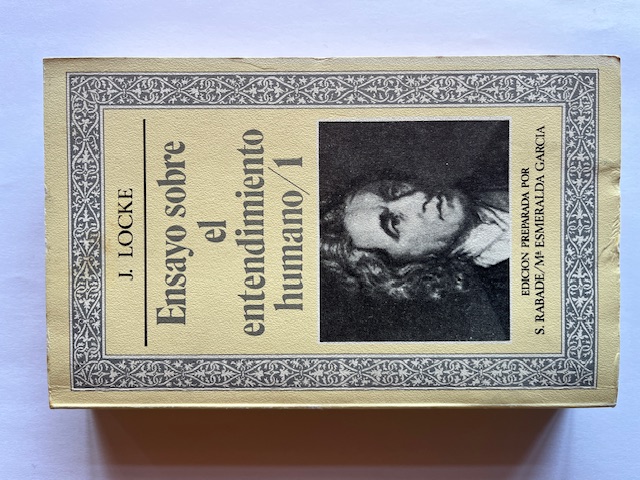 J. LOCKE
Ensayo sobre
el
entendimiento
humano/1
EDICION PREPARADA POR
S. RABADE/Mª ESMERALDA GARCIA